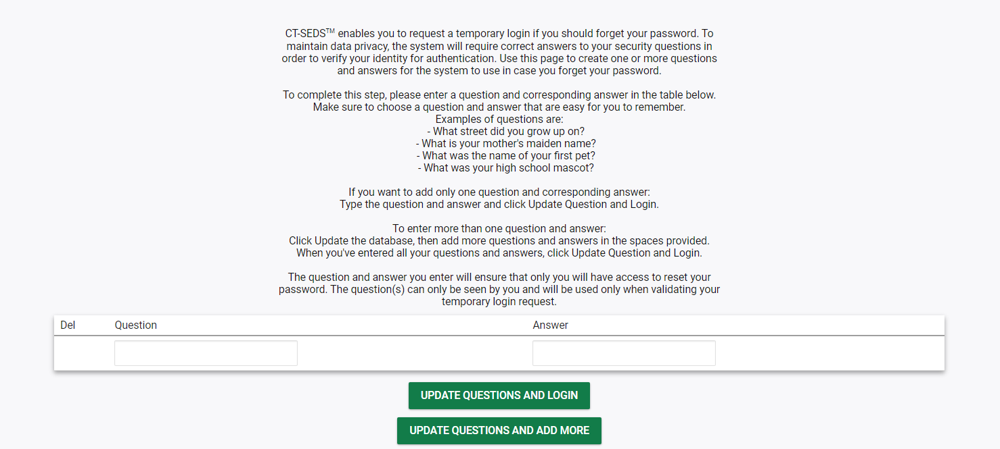 CT-SEDS™ enables you to request a temporary login if you should forget your password. To
maintain data privacy, the system will require correct answers to your security questions in
order to verify your identity for authentication. Use this page to create one or more questions
and answers for the system to use in case you forget your password.
To complete this step, please enter a question and corresponding answer in the table below.
Make sure to choose a question and answer that are easy for you to remember.
Examples of questions are:
- What street did you grow up on?
- What is your mother's maiden name?
- What was the name of your first pet?
- What was your high school mascot?
If you want to add only one question and corresponding answer:
Type the question and answer and click Update Question and Login.
To enter more than one question and answer:
Click Update the database, then add more questions and answers in the spaces provided.
When you've entered all your questions and answers, click Update Question and Login.
The question and answer you enter will ensure that only you will have access to reset your
password. The question(s) can only be seen by you and will be used only when validating your
temporary login request.
Del Question Answer
UPDATE QUESTIONS AND LOGIN
UPDATE QUESTIONS AND ADD MORE